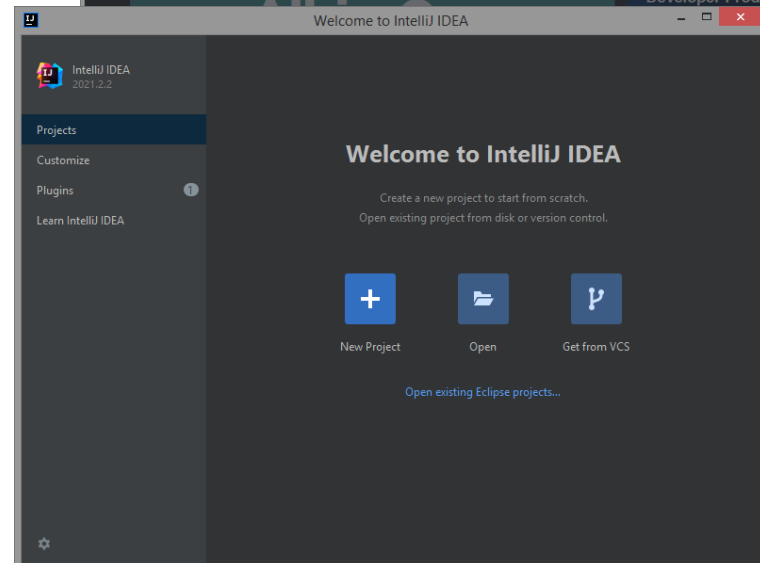 Welcome to IntelliJ IDEA
IJ
IntelliJ IDEA
2021.2.2
Projects
Customize
Plugins
1
Learn IntelliJ IDEA
Welcome to IntelliJ IDEA
Create a new project to start from scratch.
Open existing project from disk or version control.
New Project
Open
Get from VCS
Open existing Eclipse projects...